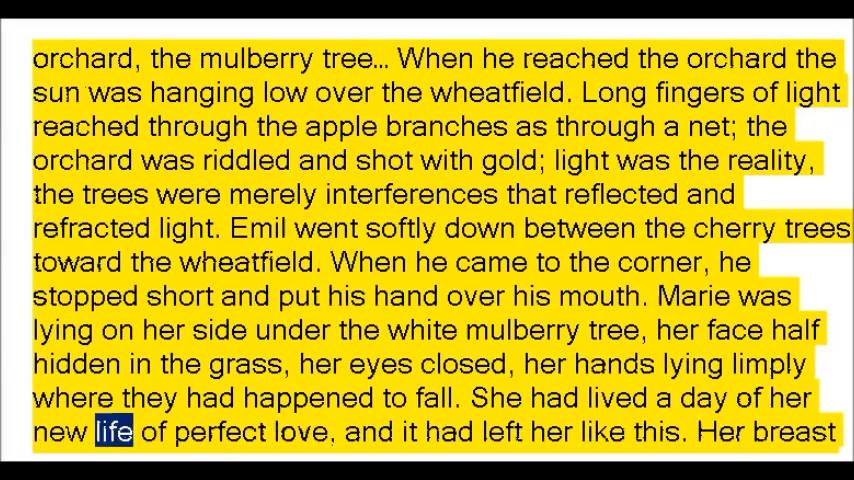 orchard, the mulberry tree... When he reached the orchard the
sun was hanging low over the wheatfield. Long fingers of light
reached through the apple branches as through a net; the
orchard was riddled and shot with gold; light was the reality,
the trees were merely interferences that reflected and
refracted light. Emil went softly down between the cherry trees
toward the wheatfield. When he came to the corner, he
stopped short and put his hand over his mouth. Marie was
lying on her side under the white mulberry tree, her face half
hidden in the grass, her eyes closed, her hands lying limply
where they had happened to fall. She had lived a day of her
new life of perfect love, and it had left her like this. Her breast